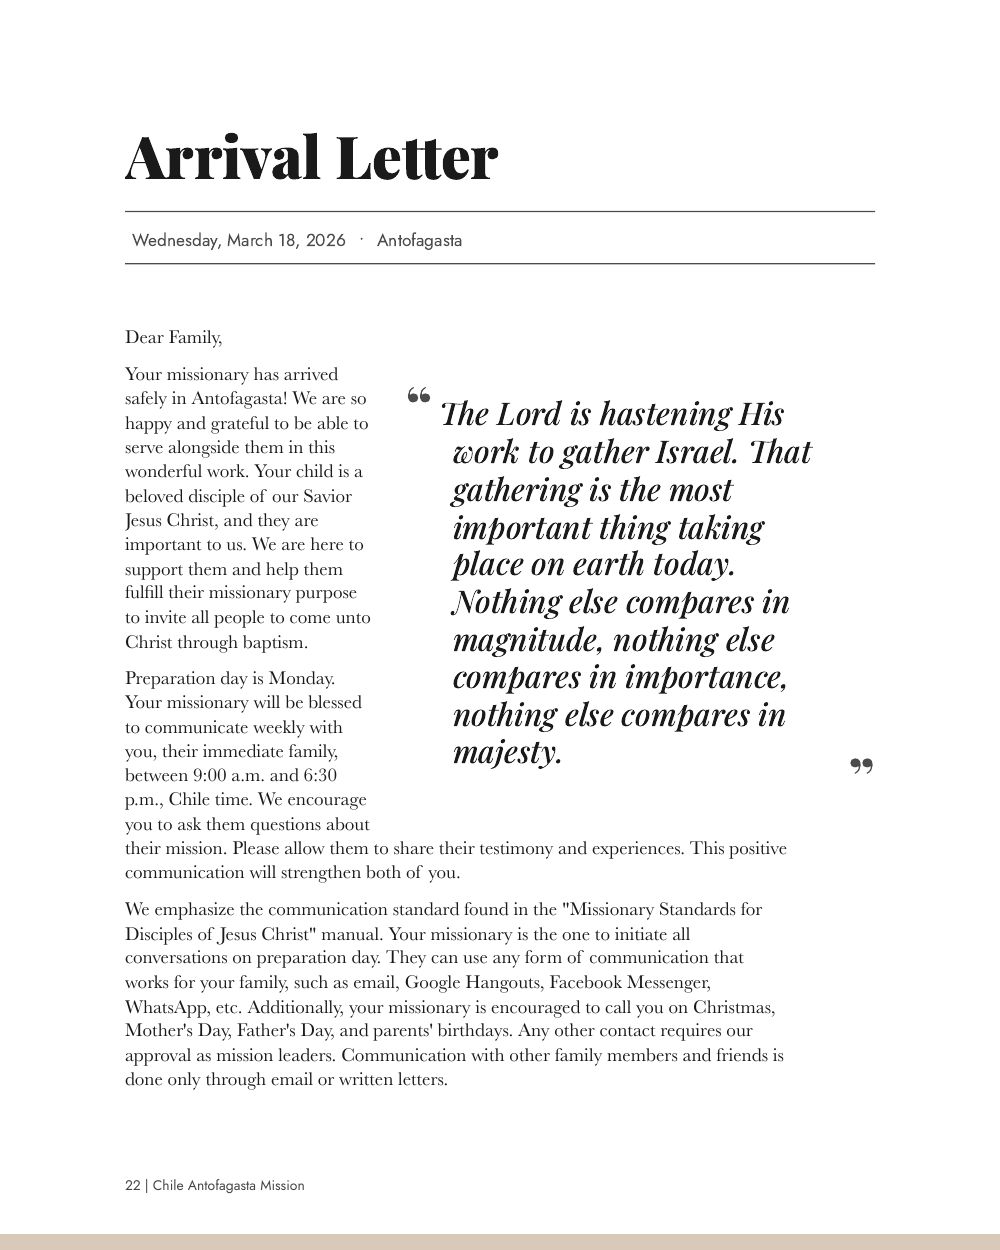 Arrival Letter
Wednesday, March 18, 2026 · Antofagasta
Dear Family,
Your missionary has arrived
safely in Antofagasta! We are so
happy and grateful to be able to
serve alongside them in this
wonderful work. Your child is a
beloved disciple of our Savior
Jesus Christ, and they are
important to us. We are here to
support them and help them
fulfill their missionary purpose
to invite all people to come unto
Christ through baptism.
Preparation day is Monday.
Your missionary will be blessed
to communicate weekly with
you, their immediate family,
between 9:00 a.m. and 6:30
p.m., Chile time. We encourage
you to ask them questions about
their mission. Please allow them to share their testimony and experiences. This positive
communication will strengthen both of you.
“The Lord is hastening His
work to gather Israel. That
gathering is the most
important thing taking
place on earth today.
Nothing else compares in
magnitude, nothing else
compares in importance,
nothing else compares in
majesty.”
We emphasize the communication standard found in the "Missionary Standards for
Disciples of Jesus Christ" manual. Your missionary is the one to initiate all
conversations on preparation day. They can use any form of communication that
works for your family, such as email, Google Hangouts, Facebook Messenger,
WhatsApp, etc. Additionally, your missionary is encouraged to call you on Christmas,
Mother's Day, Father's Day, and parents' birthdays. Any other contact requires our
approval as mission leaders. Communication with other family members and friends is
done only through email or written letters.
22 | Chile Antofagasta Mission